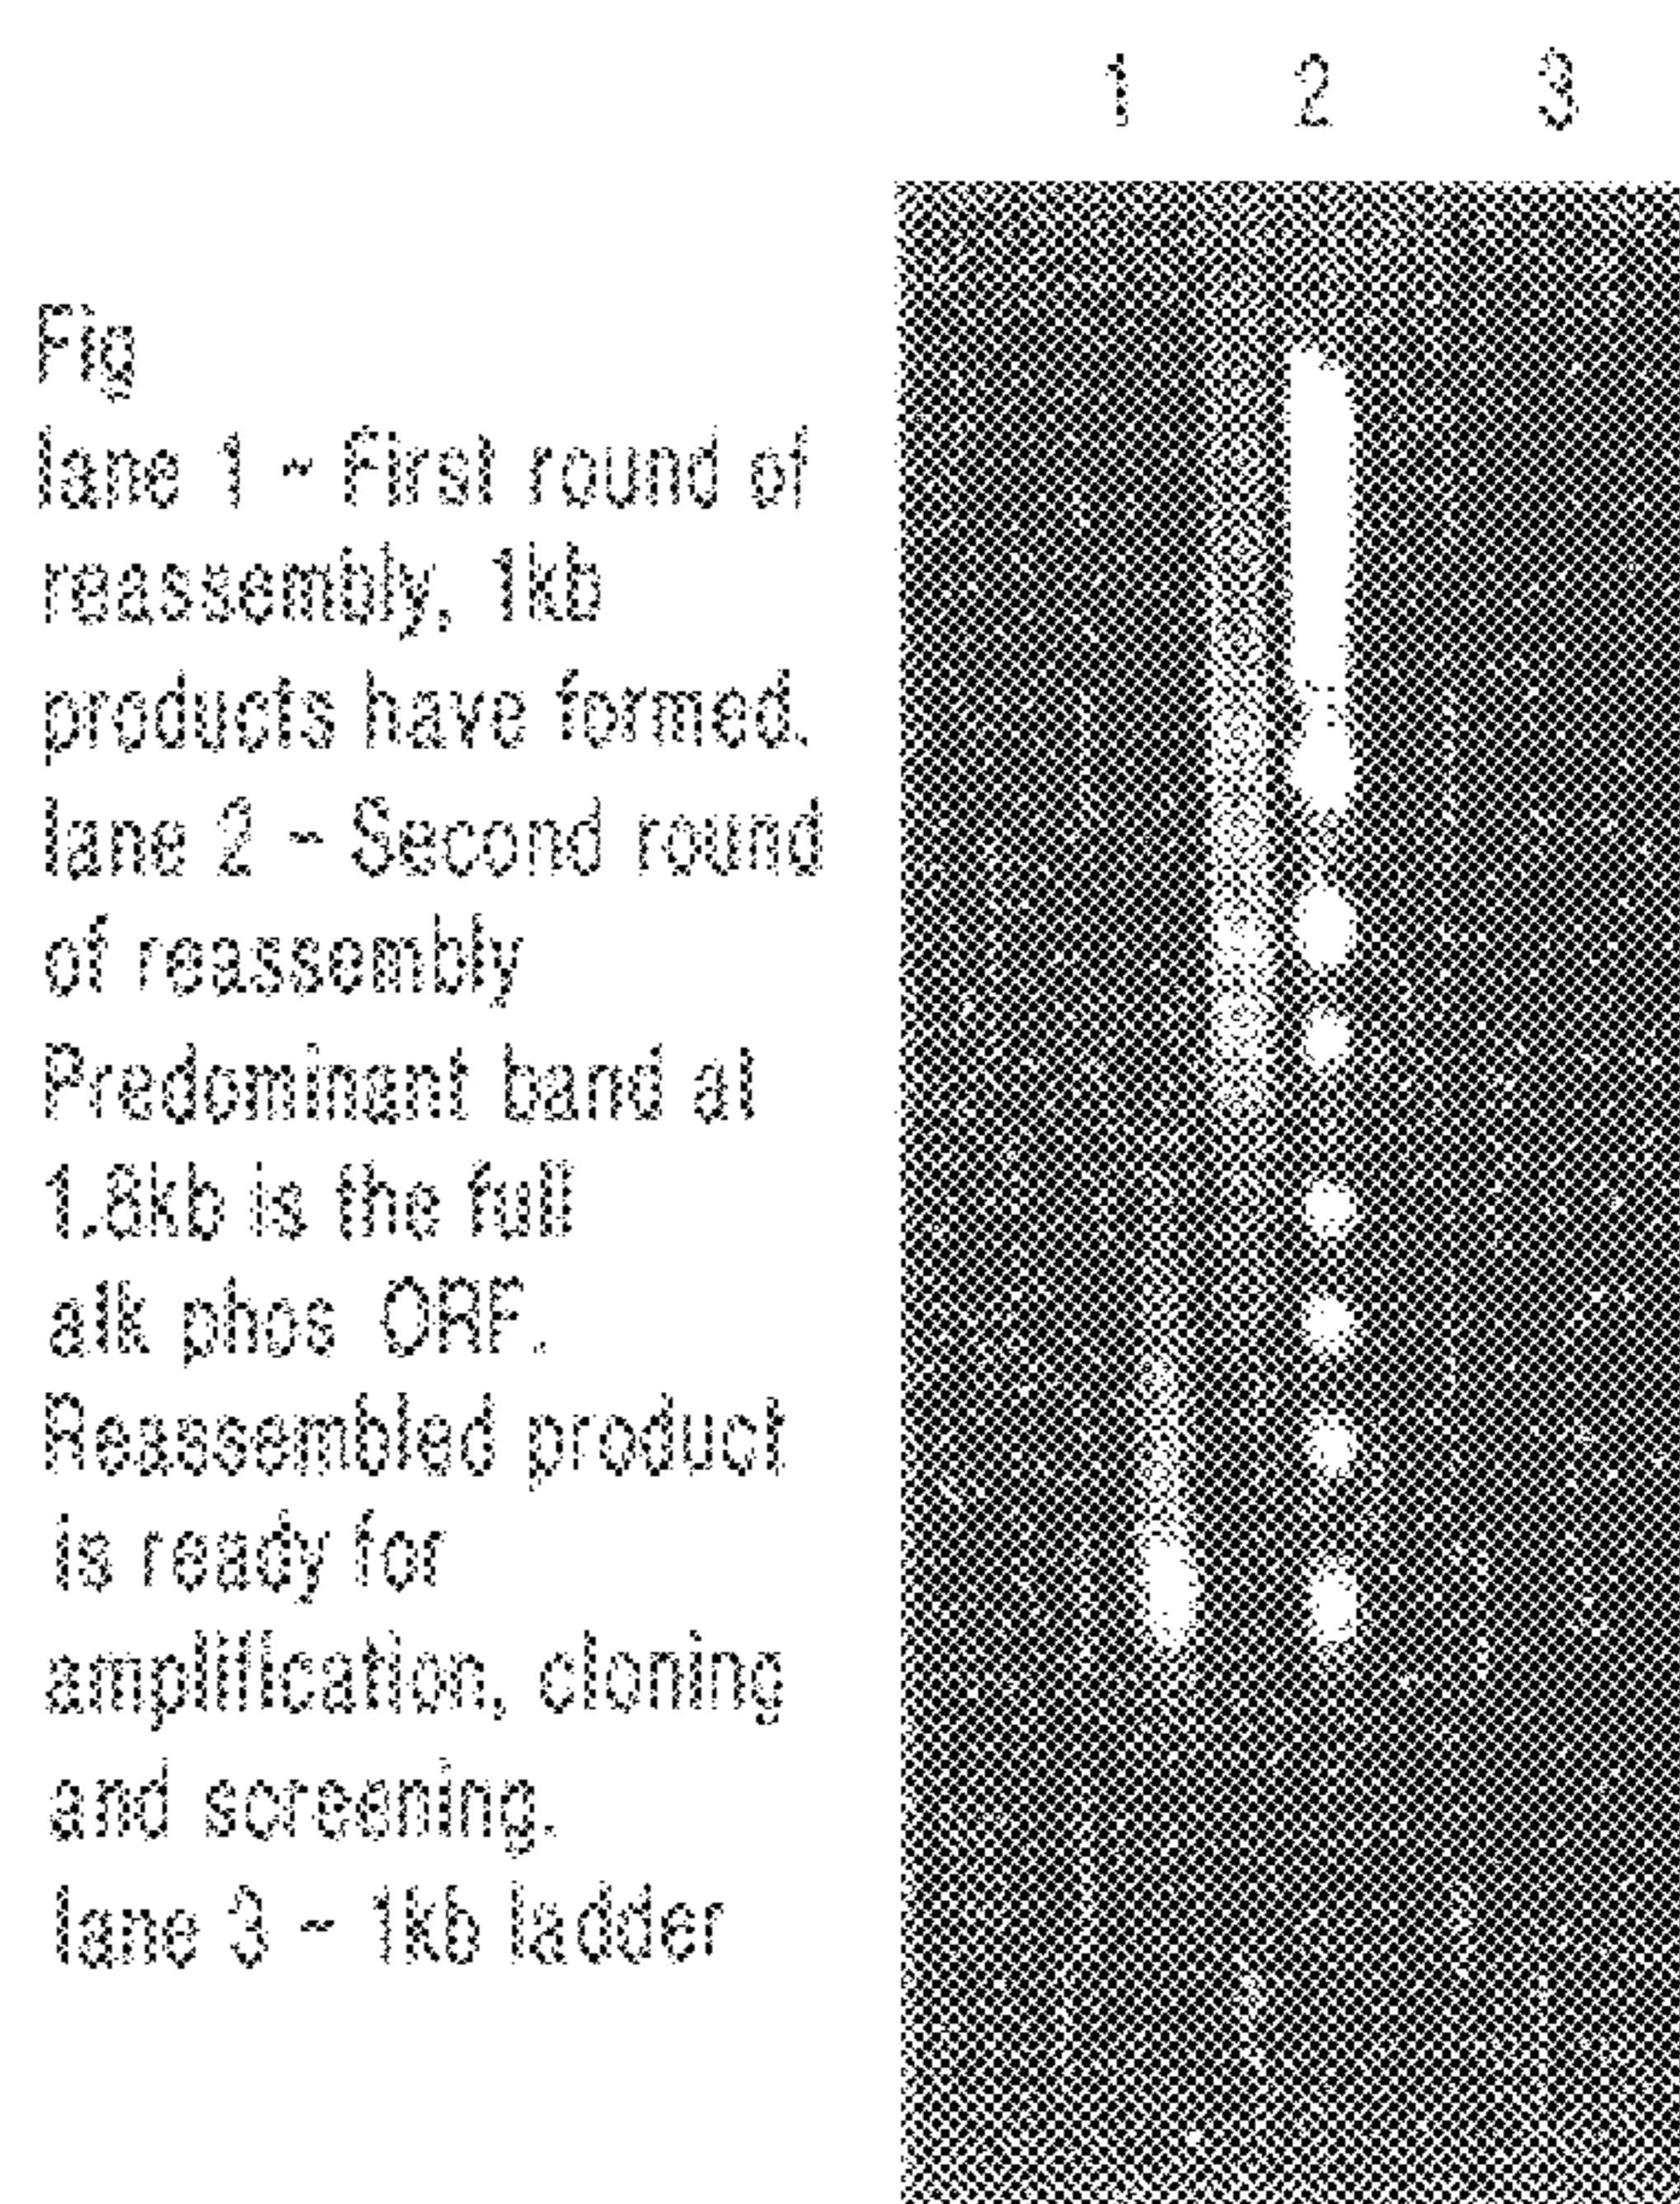 1 2 3
Fig
lane 1 - First round of
reassembly, 1kb
products have formed.
lane 2 - Second round
of reassembly
Predominant band at
1.8kb is the full
alk phos ORF.
Reassembled product
is ready for
amplification, cloning
and screening.
lane 3 - 1kb ladder